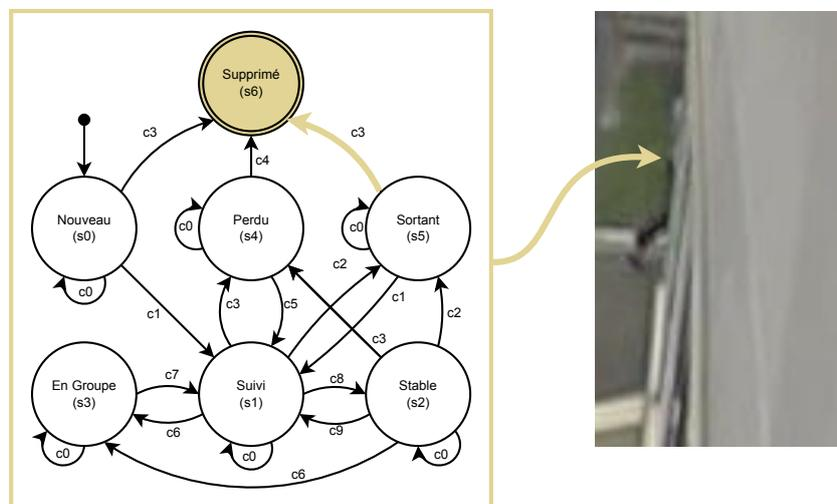 Supprimé
(s6)
c3
c3
c4
Nouveau
(s0)
Perdu
(s4)
Sortant
(s5)
c0
c0
c0
c2
c1
c3
c5
c1
c3
c2
En Groupe
(s3)
c7
Suivi
(s1)
c8
Stable
(s2)
c6
c9
c0
c0
c0
c6